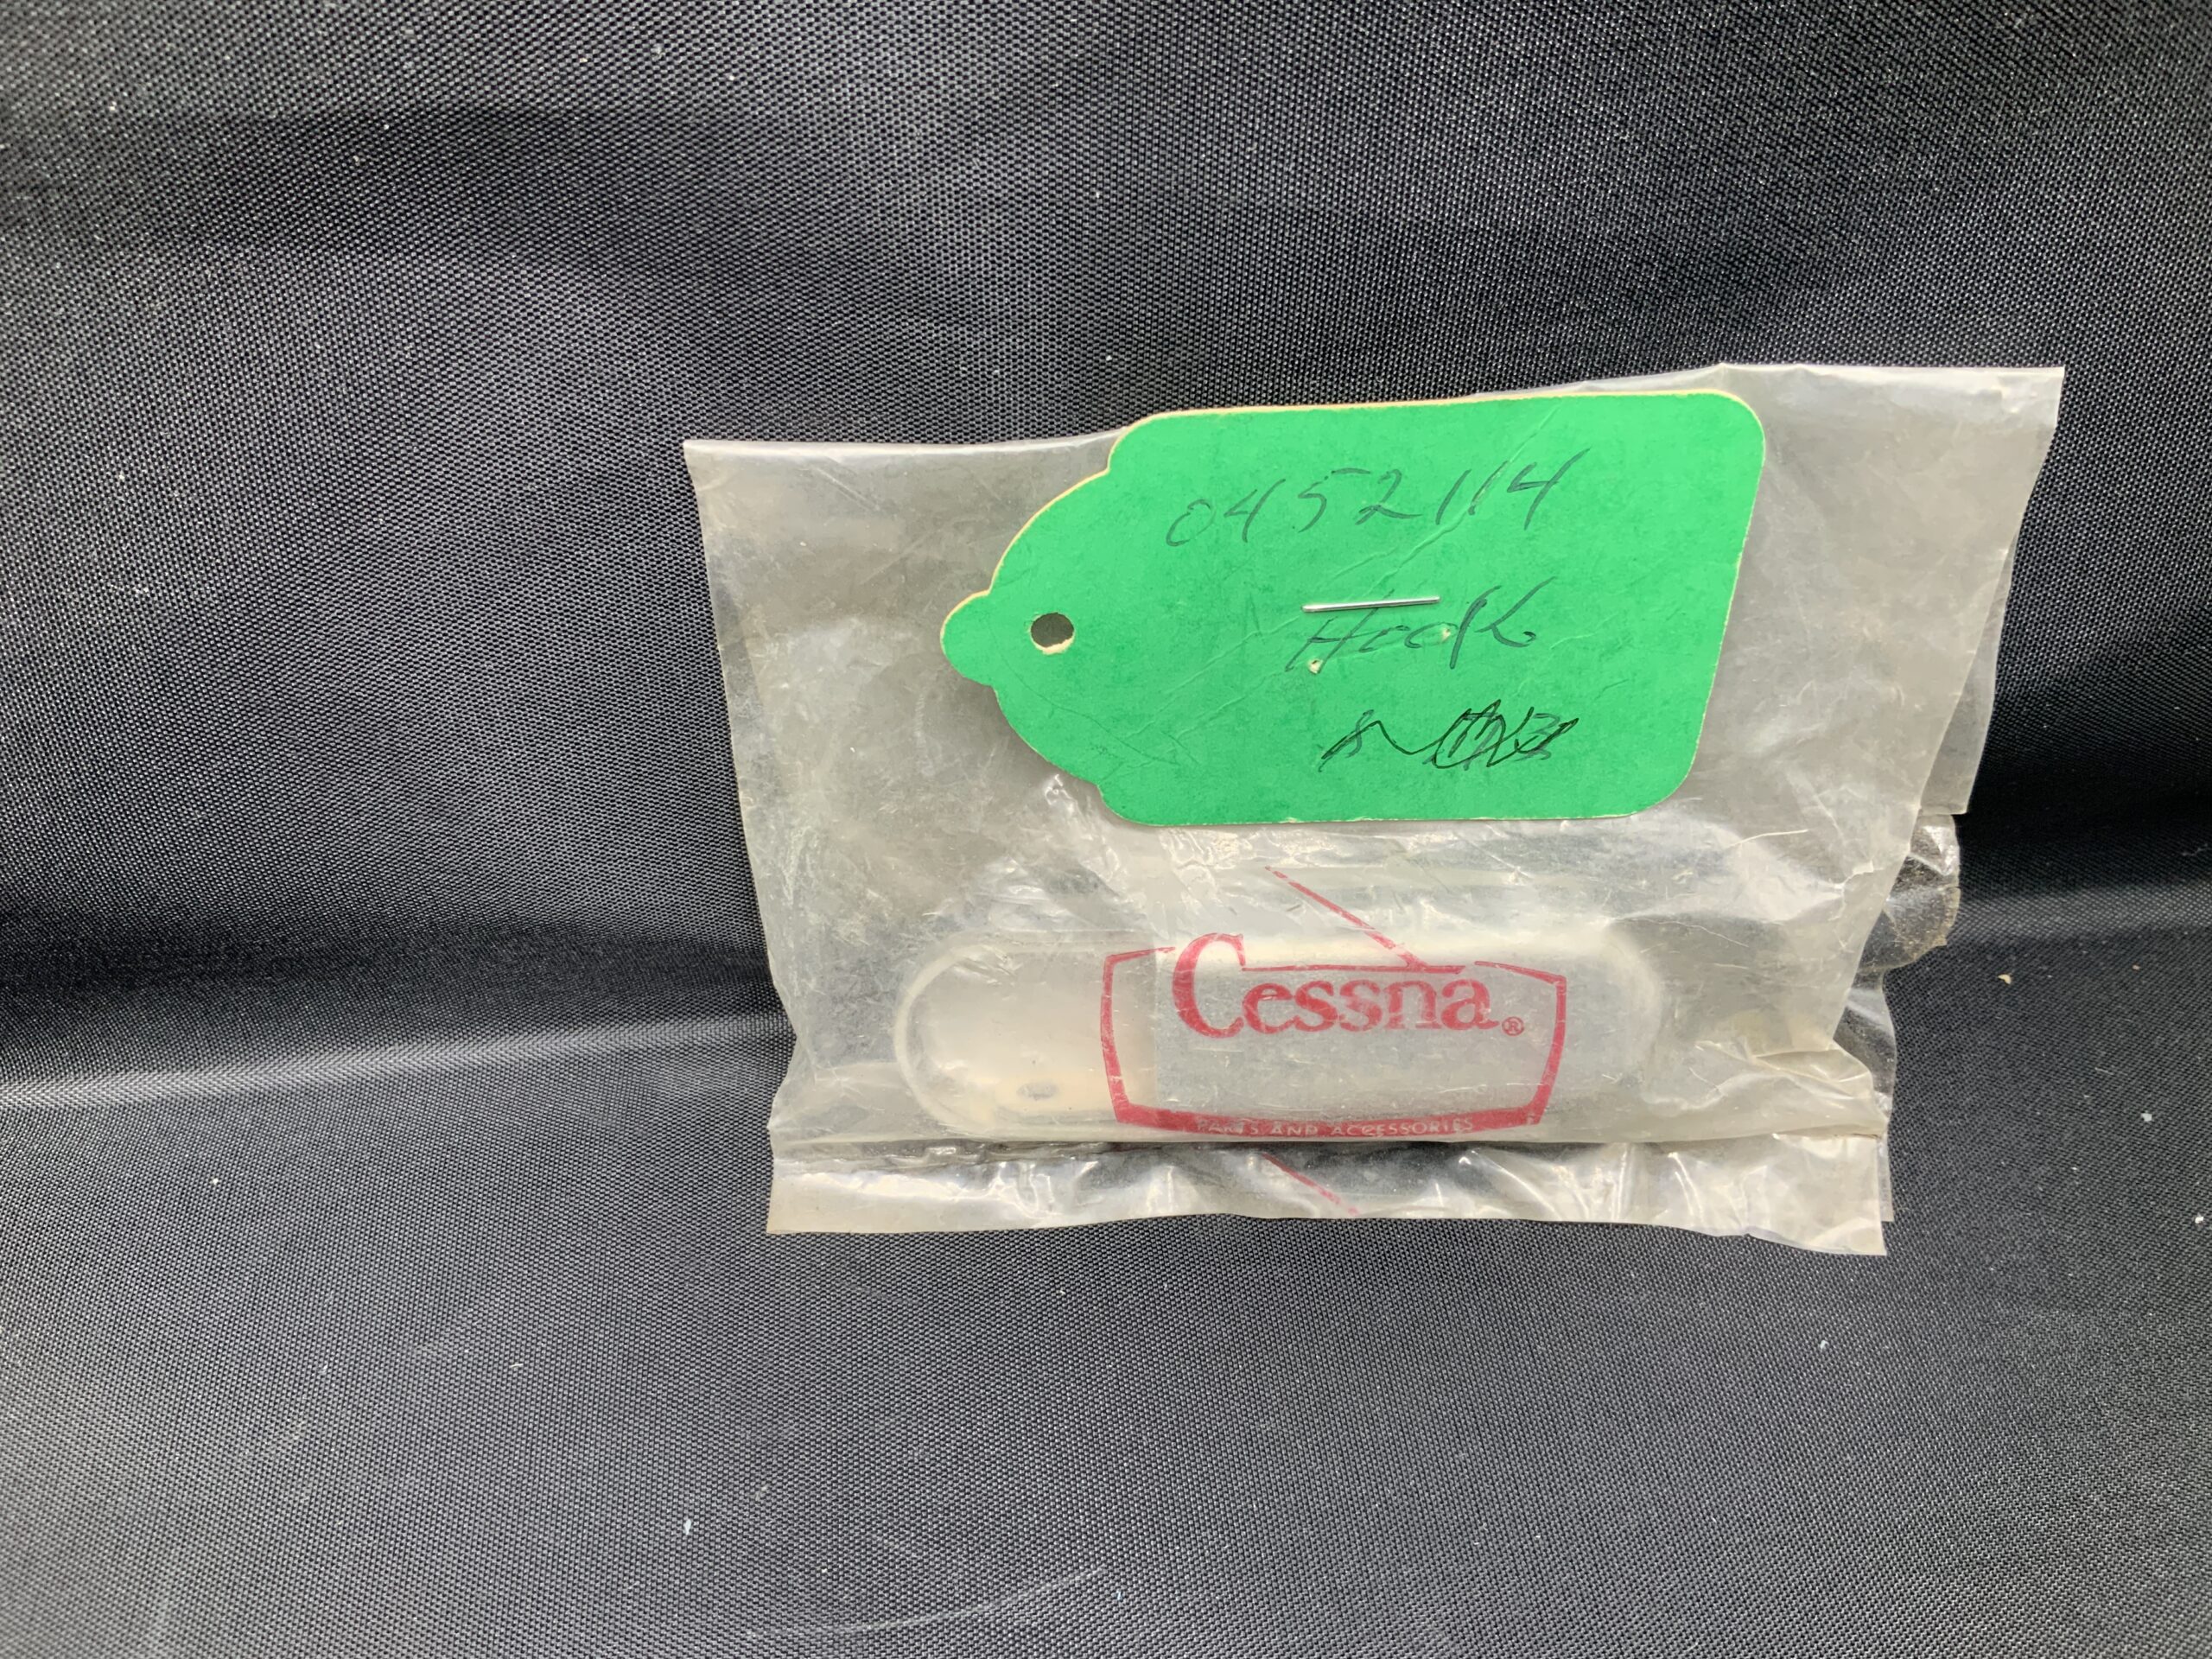 0452114
Hook
Cessna®
PARTS AND ACCESSORIES